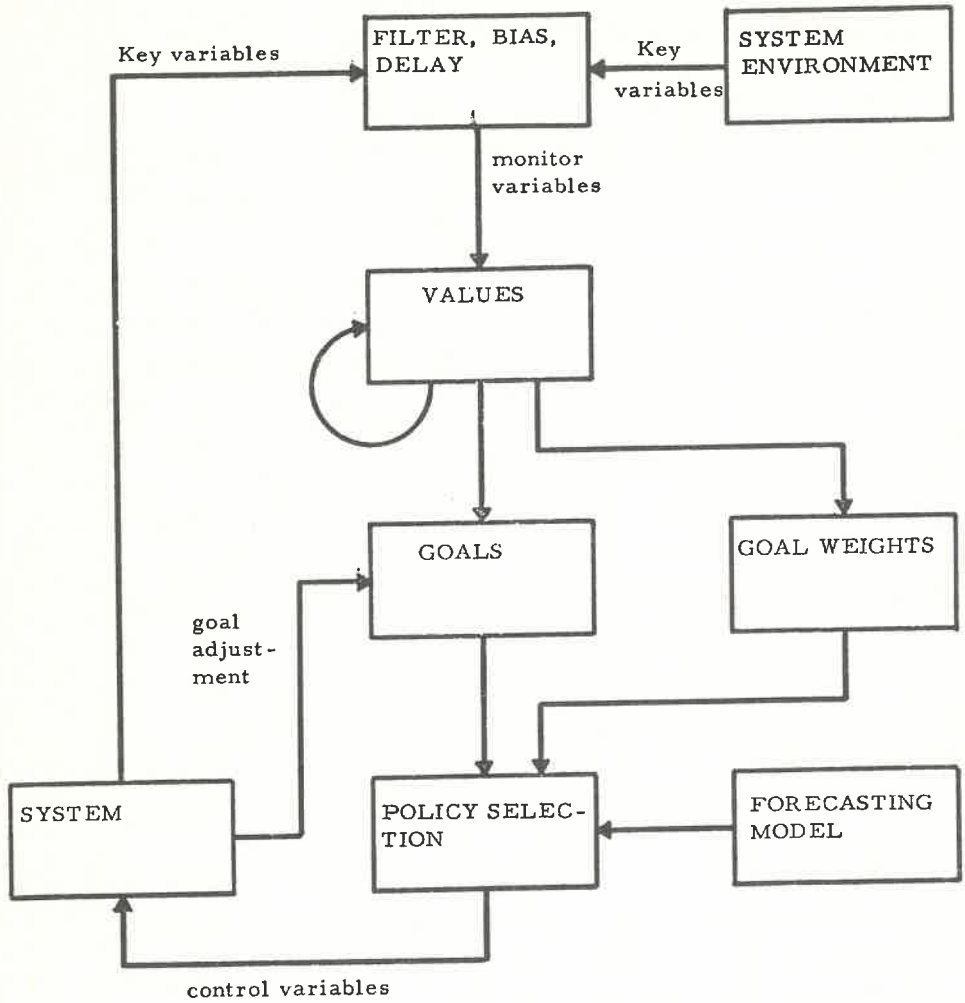 Key variables
FILTER, BIAS,
DELAY
Key
variables
SYSTEM
ENVIRONMENT
monitor
variables
VALUES
GOALS
GOAL WEIGHTS
goal
adjust-
ment
SYSTEM
POLICY SELEC-
TION
FORECASTING
MODEL
control variables